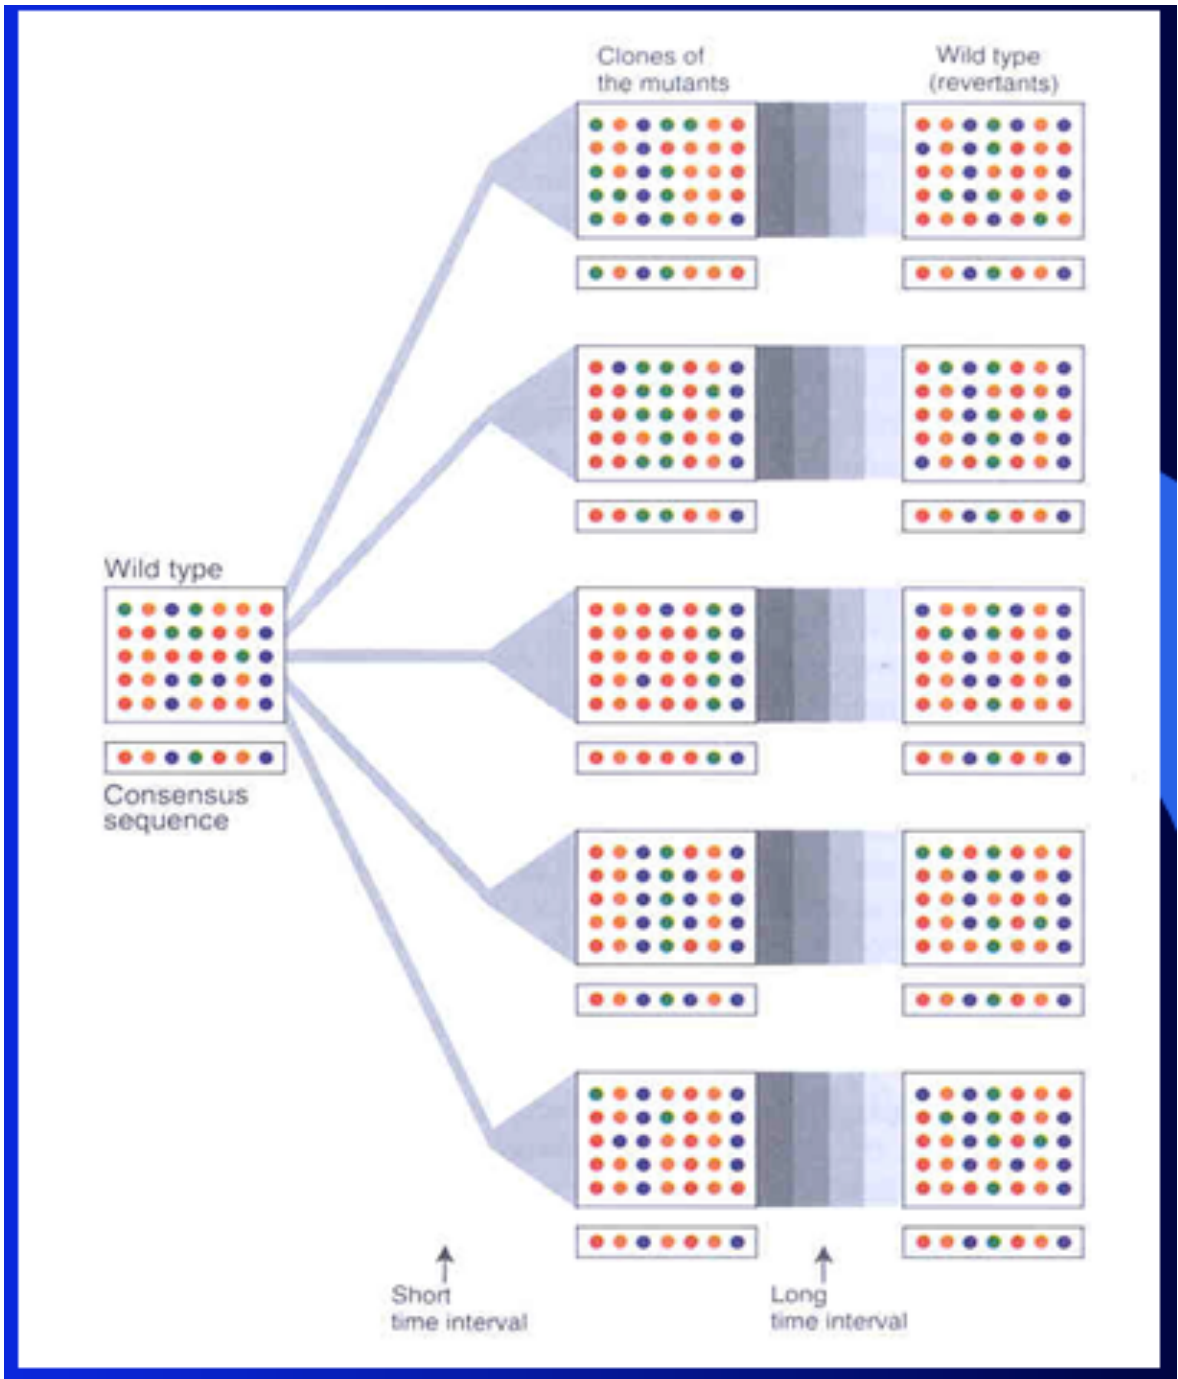 Clones of
the mutants
Wild type
(revertants)
Wild type
Consensus
sequence
Short
time interval
Long
time interval